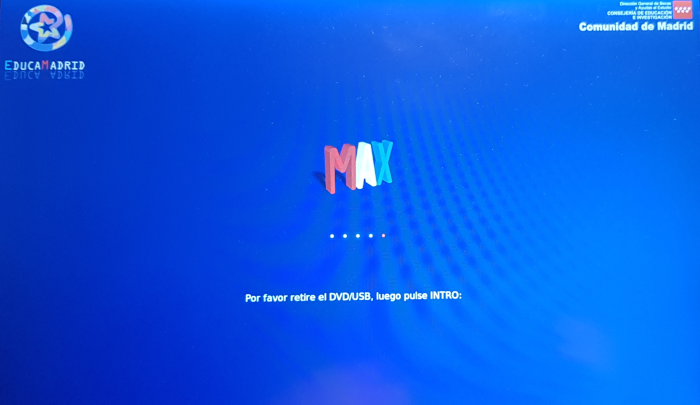 EDUCAMADRID
Dirección General de Becas
y Ayudas al Estudio
CONSEJERÍA DE EDUCACIÓN
E INVESTIGACIÓN
Comunidad de Madrid
MAX
Por favor retire el DVD/USB, luego pulse INTRO: